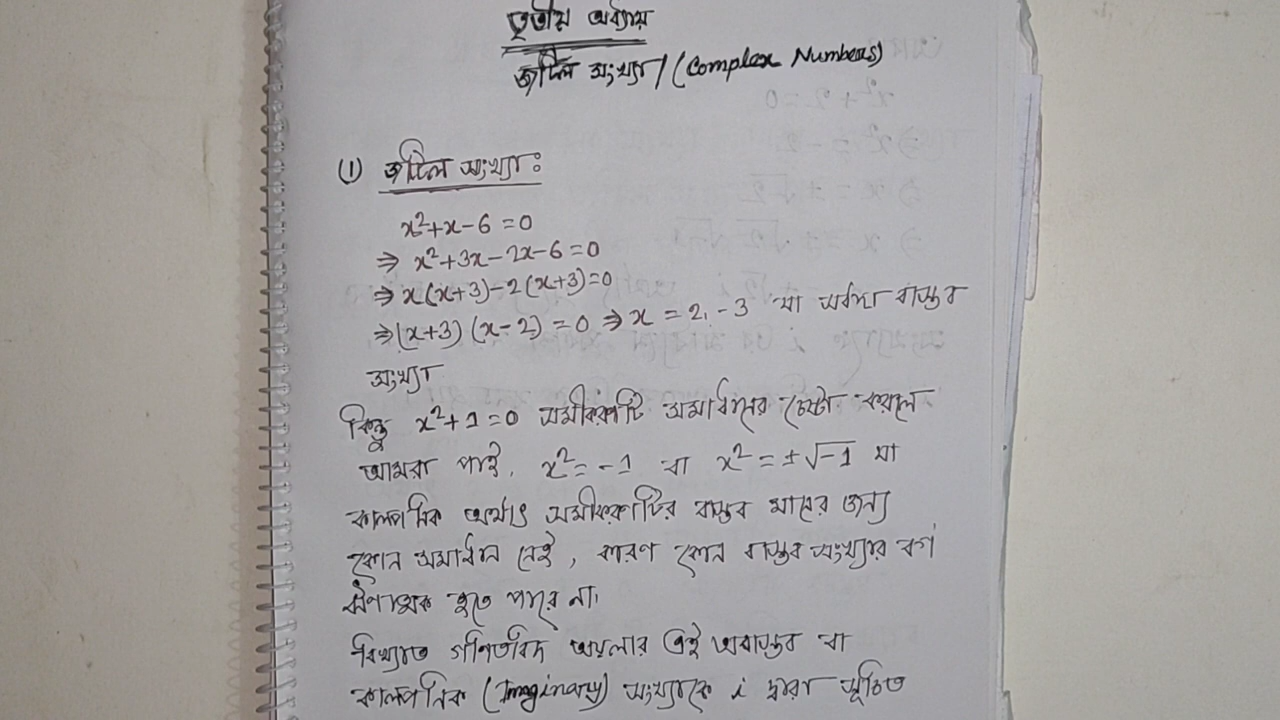 তৃতীয় অধ্যায়
জটিল সংখ্যা / (Complex Numbers)
(1) জটিল সংখ্যাঃ
x²+x-6=0
⇒ x²+3x-2x-6=0
⇒ x(x+3)-2(x+3)=0
⇒ (x+3)(x-2)=0 ⇒ x = 2, -3 যা সর্বদা বাস্তব
সংখ্যা
কিন্তু x²+1=0 সমীকরণটি সমাধানের চেষ্টা করলে
আমরা পাই, x²=-1 বা x²=±√-1 যা
কাল্পনিক অর্থাৎ সমীকরণটির বাস্তব মানের জন্য
কোন সমাধান নেই, কারণ কোন বাস্তব সংখ্যার বর্গ
ঋণাত্মক হতে পারে না।
বিখ্যাত গণিতবিদ অয়লার এই অবাস্তব বা
কাল্পনিক (Imaginary) সংখ্যাকে i দ্বারা সূচিত